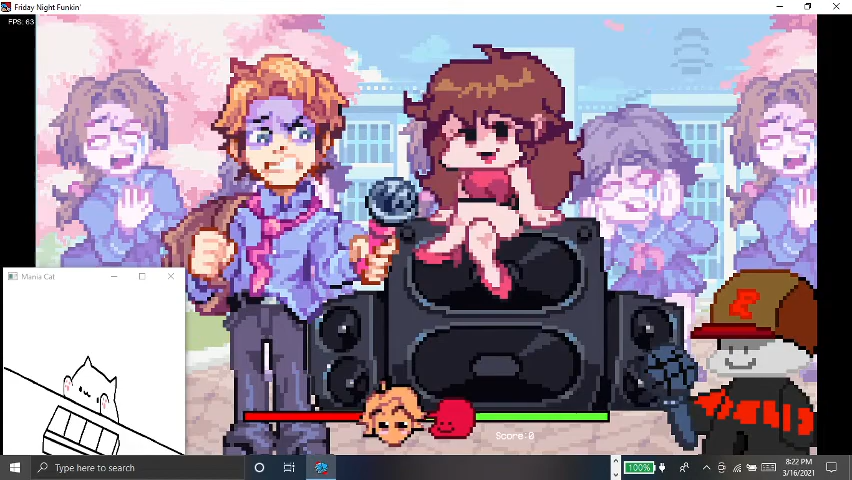 Friday Night Funkin'
FPS: 63
Mania Cat
R
Score:0
Type here to search
100%
8:22 PM
3/16/2021